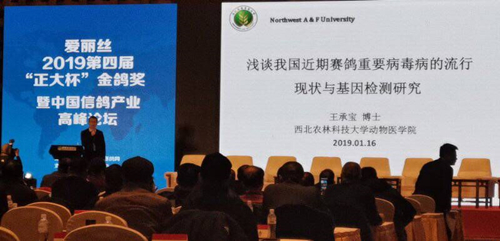 爱丽丝
2019第四届
“正大杯”金鸽奖
暨中国信鸽产业
高峰论坛
Northwest A & F University
浅谈我国近期赛鸽重要病毒病的流行
现状与基因检测研究
王承宝 博士
西北农林科技大学动物医学院
2019.01.16